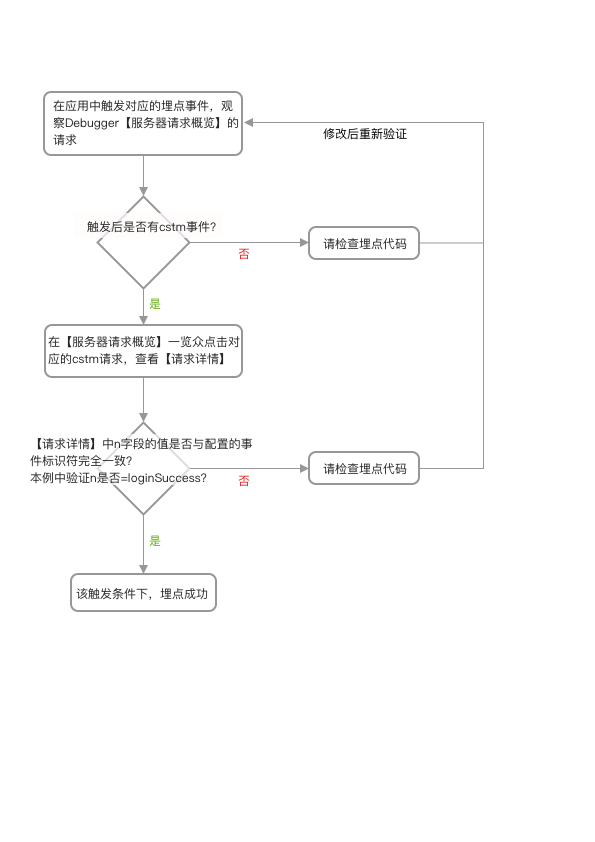 在应用中触发对应的埋点事件，观
察Debugger【服务器请求概览】的
请求
修改后重新验证
触发后是否有cstm事件?
否
请检查埋点代码
是
在【服务器请求概览】一览众点击对
应的cstm请求，查看【请求详情】
【请求详情】中n字段的值是否与配置的事
件标识符完全一致?
本例中验证n是否=loginSuccess?
否
请检查埋点代码
是
该触发条件下，埋点成功